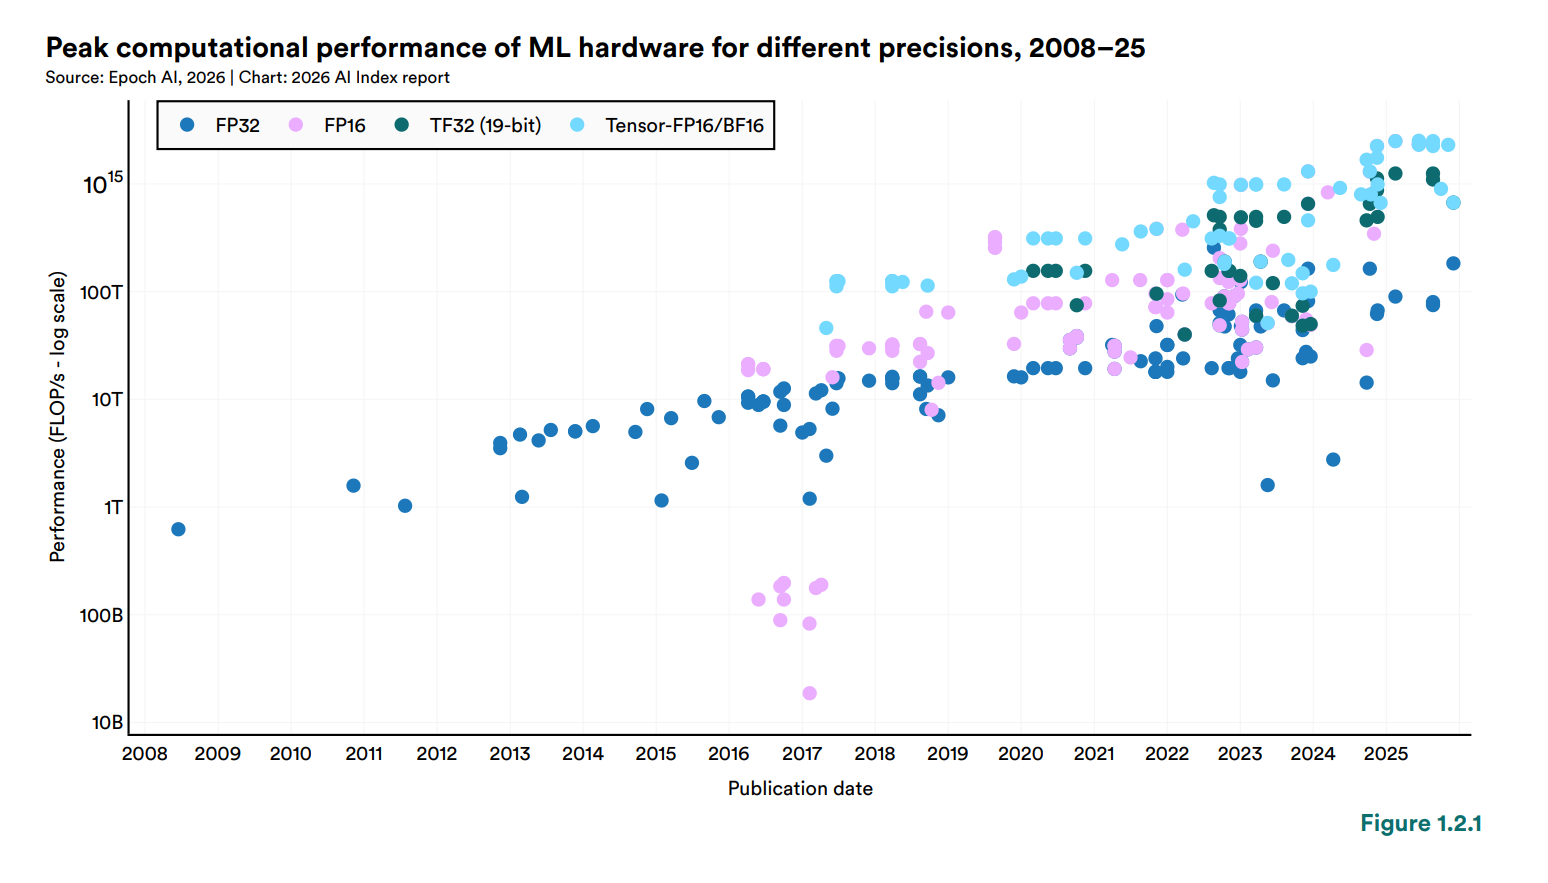 Peak computational performance of ML hardware for different precisions, 2008–25
Source: Epoch AI, 2026 | Chart: 2026 AI Index report
FP32 FP16 TF32 (19-bit) Tensor-FP16/BF16
Performance (FLOP/s - log scale)
10¹⁵
100T
10T
1T
100B
10B
2008 2009 2010 2011 2012 2013 2014 2015 2016 2017 2018 2019 2020 2021 2022 2023 2024 2025
Publication date
Figure 1.2.1